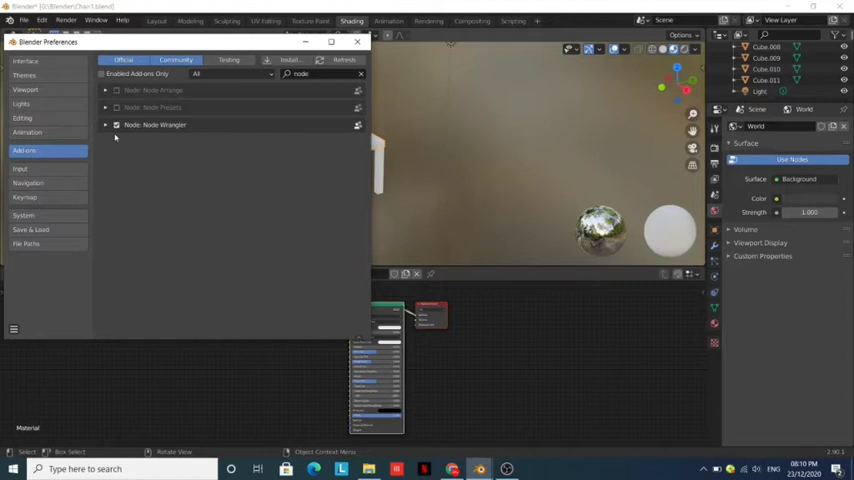 Blender* [G:\Blender\Chair1.blend]
File Edit Render Window Help
Layout Modeling Sculpting UV Editing Texture Paint Shading Animation Rendering Compositing Scripting
Scene
View Layer
Blender Preferences
Options
Interface
Themes
Viewport
Lights
Editing
Animation
Add-ons
Input
Navigation
Keymap
System
Save & Load
File Paths
Official Community Testing
Install... Refresh
Enabled Add-ons Only All node
Node: Node Arrange
Node: Node Presets
Node: Node Wrangler
Cube.008
Cube.009
Cube.010
Cube.011
Light
Scene World
World
Surface
Use Nodes
Surface Background
Color
Strength 1.000
Volume
Viewport Display
Custom Properties
Material
Select Box Select Rotate View Object Context Menu 2.90.1
Type here to search
ENG
08:10 PM
23/12/2020